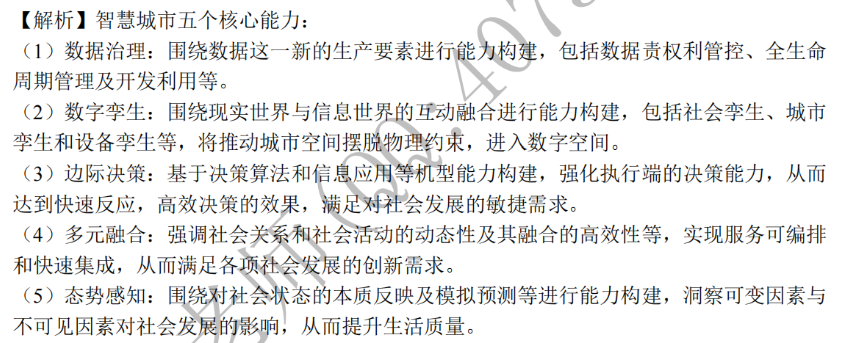 【解析】智慧城市五个核心能力：
（1）数据治理：围绕数据这一新的生产要素进行能力构建，包括数据责权利管控、全生命
周期管理及开发利用等。
（2）数字孪生：围绕现实世界与信息世界的互动融合进行能力构建，包括社会孪生、城市
孪生和设备孪生等，将推动城市空间摆脱物理约束，进入数字空间。
（3）边际决策：基于决策算法和信息应用等机型能力构建，强化执行端的决策能力，从而
达到快速反应，高效决策的效果，满足对社会发展的敏捷需求。
（4）多元融合：强调社会关系和社会活动的动态性及其融合的高效性等，实现服务可编排
和快速集成，从而满足各项社会发展的创新需求。
（5）态势感知：围绕对社会状态的本质反映及模拟预测等进行能力构建，洞察可变因素与
不可见因素对社会发展的影响，从而提升生活质量。
老师(QQ:407